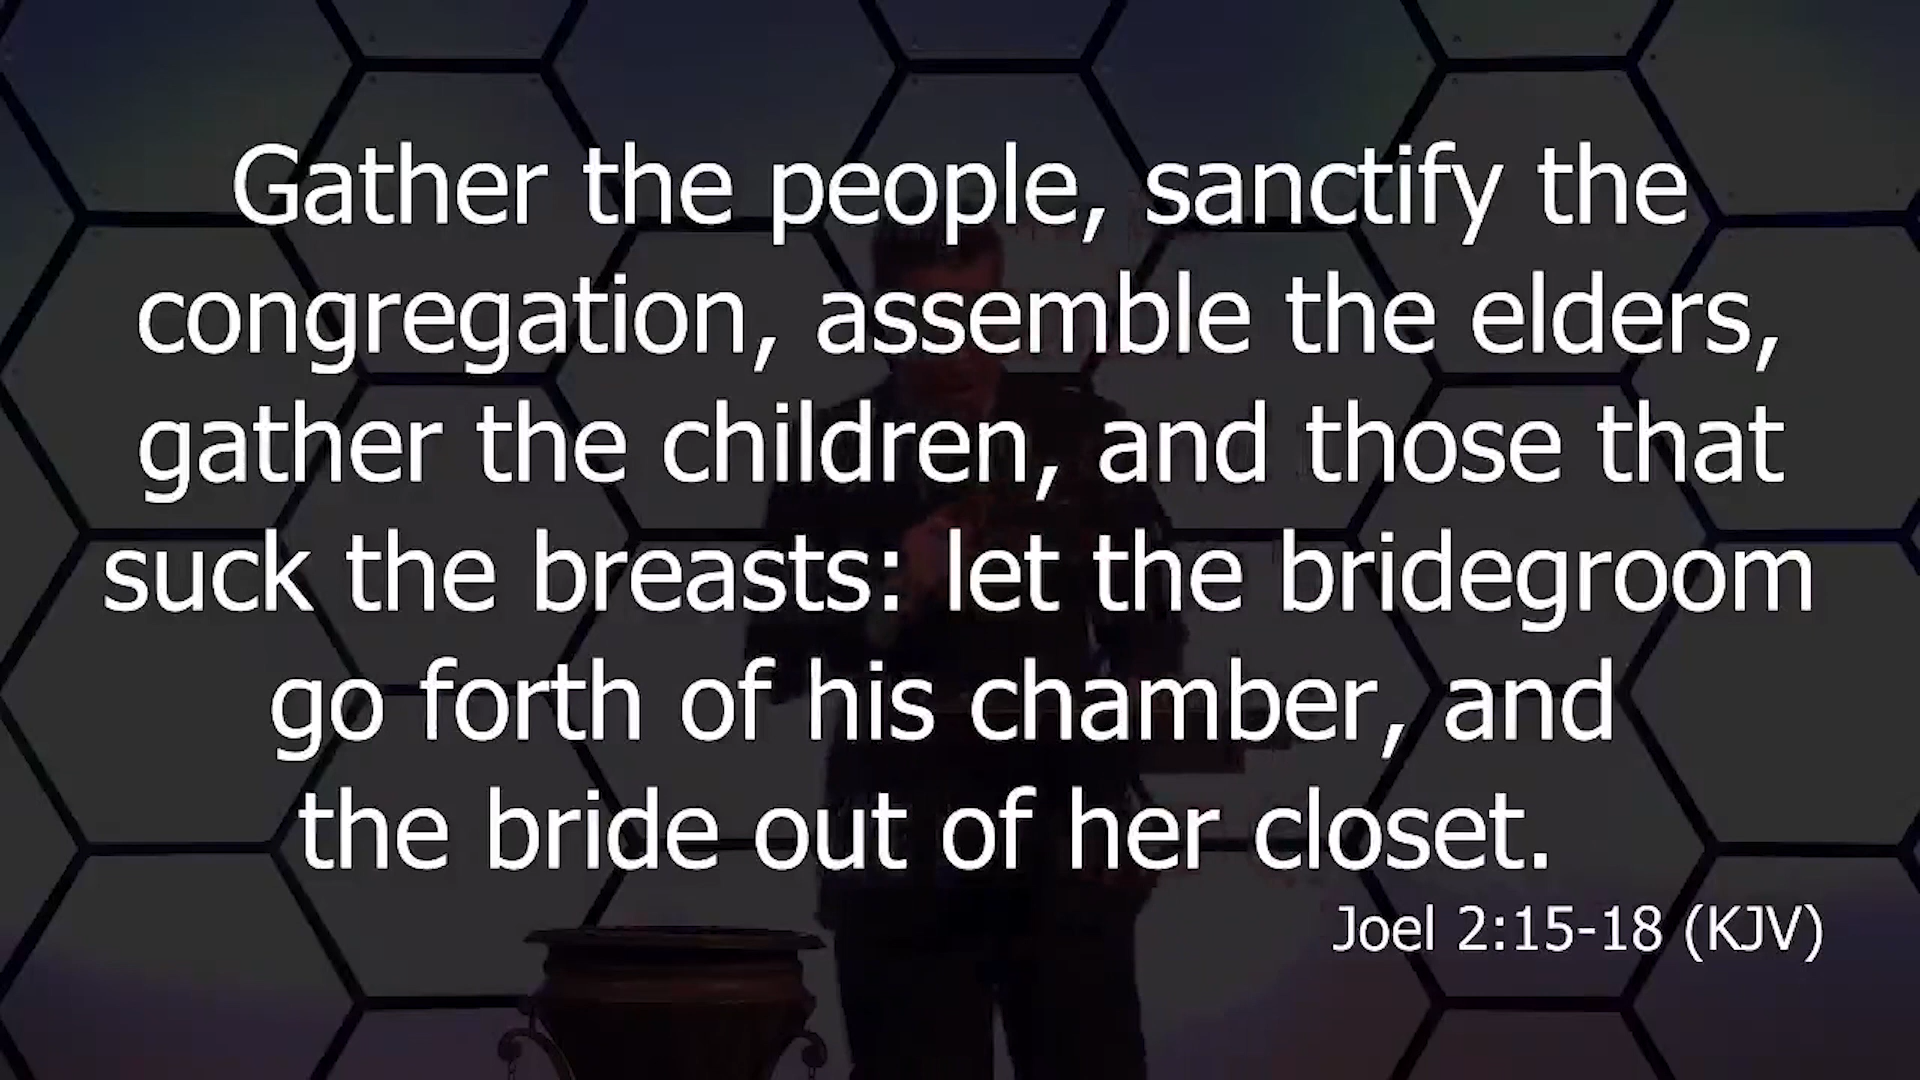 Gather the people, sanctify the
congregation, assemble the elders,
gather the children, and those that
suck the breasts: let the bridegroom
go forth of his chamber, and
the bride out of her closet.
Joel 2:15-18 (KJV)